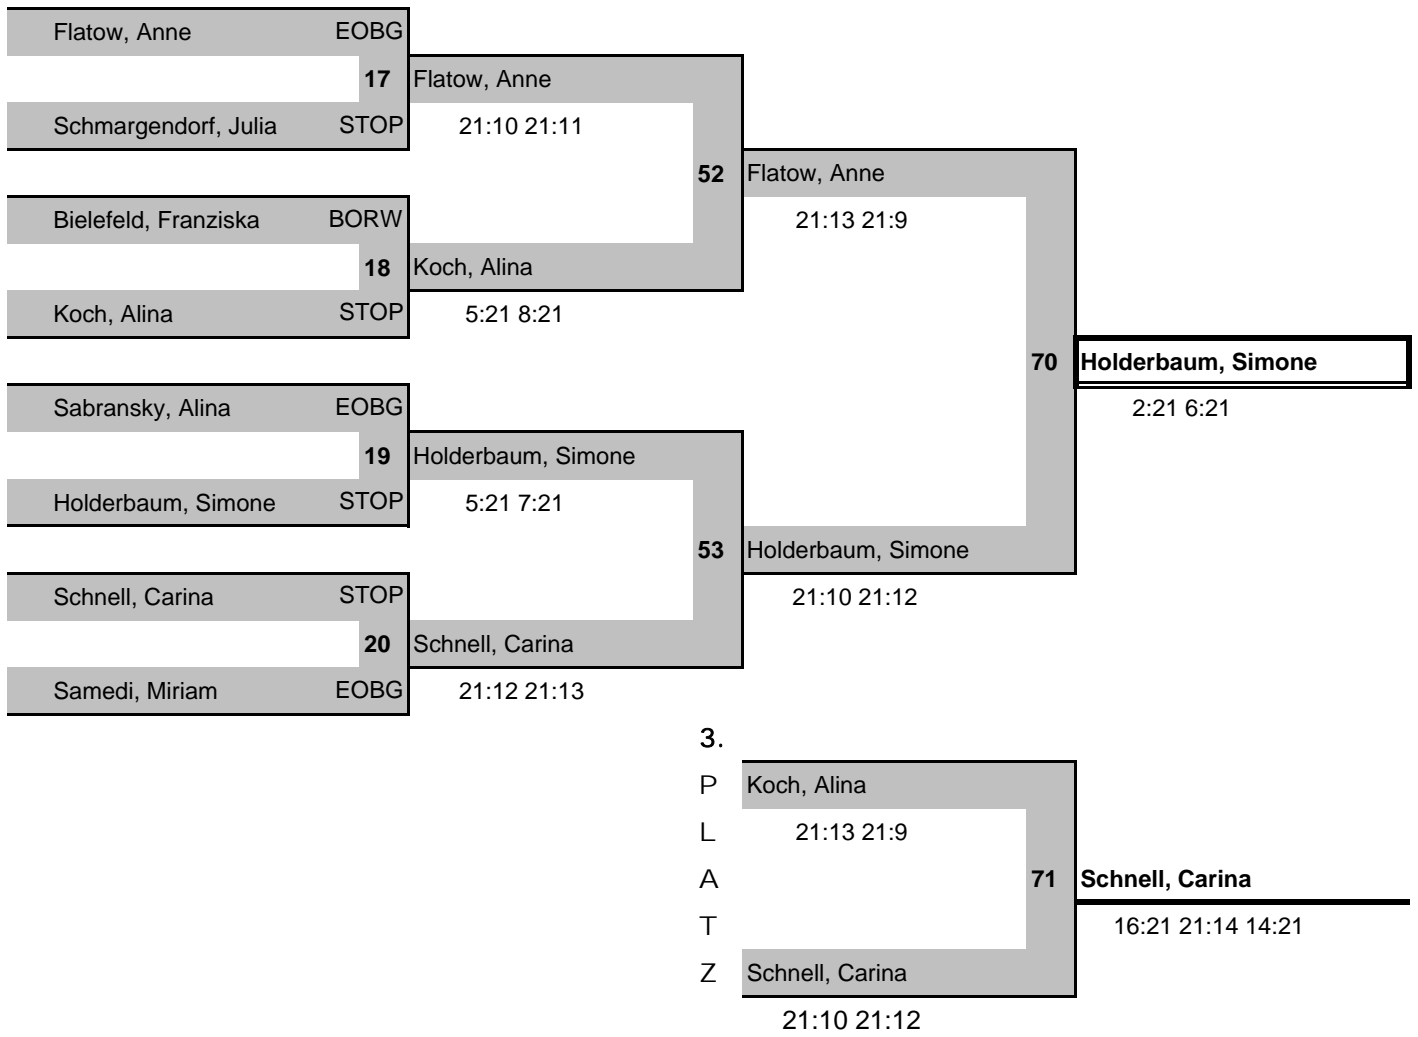 Flatow, Anne EOBG
17 Flatow, Anne
Schmargendorf, Julia STOP 21:10 21:11
52 Flatow, Anne
Bielefeld, Franziska BORW 21:13 21:9
18 Koch, Alina
Koch, Alina STOP 5:21 8:21
70 Holderbaum, Simone
Sabransky, Alina EOBG 2:21 6:21
19 Holderbaum, Simone
Holderbaum, Simone STOP 5:21 7:21
53 Holderbaum, Simone
Schnell, Carina STOP 21:10 21:12
20 Schnell, Carina
Samedi, Miriam EOBG 21:12 21:13
3.
P Koch, Alina
L 21:13 21:9
A 71 Schnell, Carina
T 16:21 21:14 14:21
Z Schnell, Carina
21:10 21:12